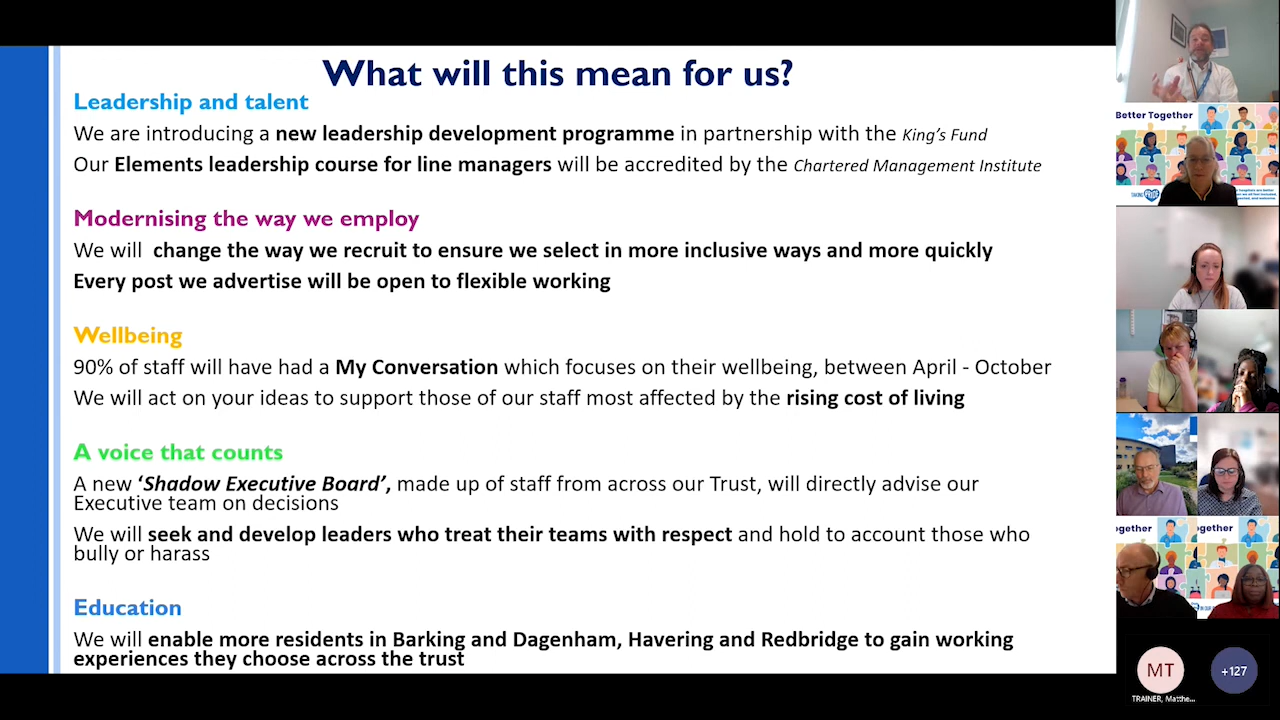 What will this mean for us?
Leadership and talent
We are introducing a new leadership development programme in partnership with the King's Fund
Our Elements leadership course for line managers will be accredited by the Chartered Management Institute
Modernising the way we employ
We will change the way we recruit to ensure we select in more inclusive ways and more quickly
Every post we advertise will be open to flexible working
Wellbeing
90% of staff will have had a My Conversation which focuses on their wellbeing, between April - October
We will act on your ideas to support those of our staff most affected by the rising cost of living
A voice that counts
A new 'Shadow Executive Board', made up of staff from across our Trust, will directly advise our
Executive team on decisions
We will seek and develop leaders who treat their teams with respect and hold to account those who
bully or harass
Education
We will enable more residents in Barking and Dagenham, Havering and Redbridge to gain working
experiences they choose across the trust
Better Together
TAKING
PRIDE
ogether
ogether
MT
+127
TRAINER, Matthe...